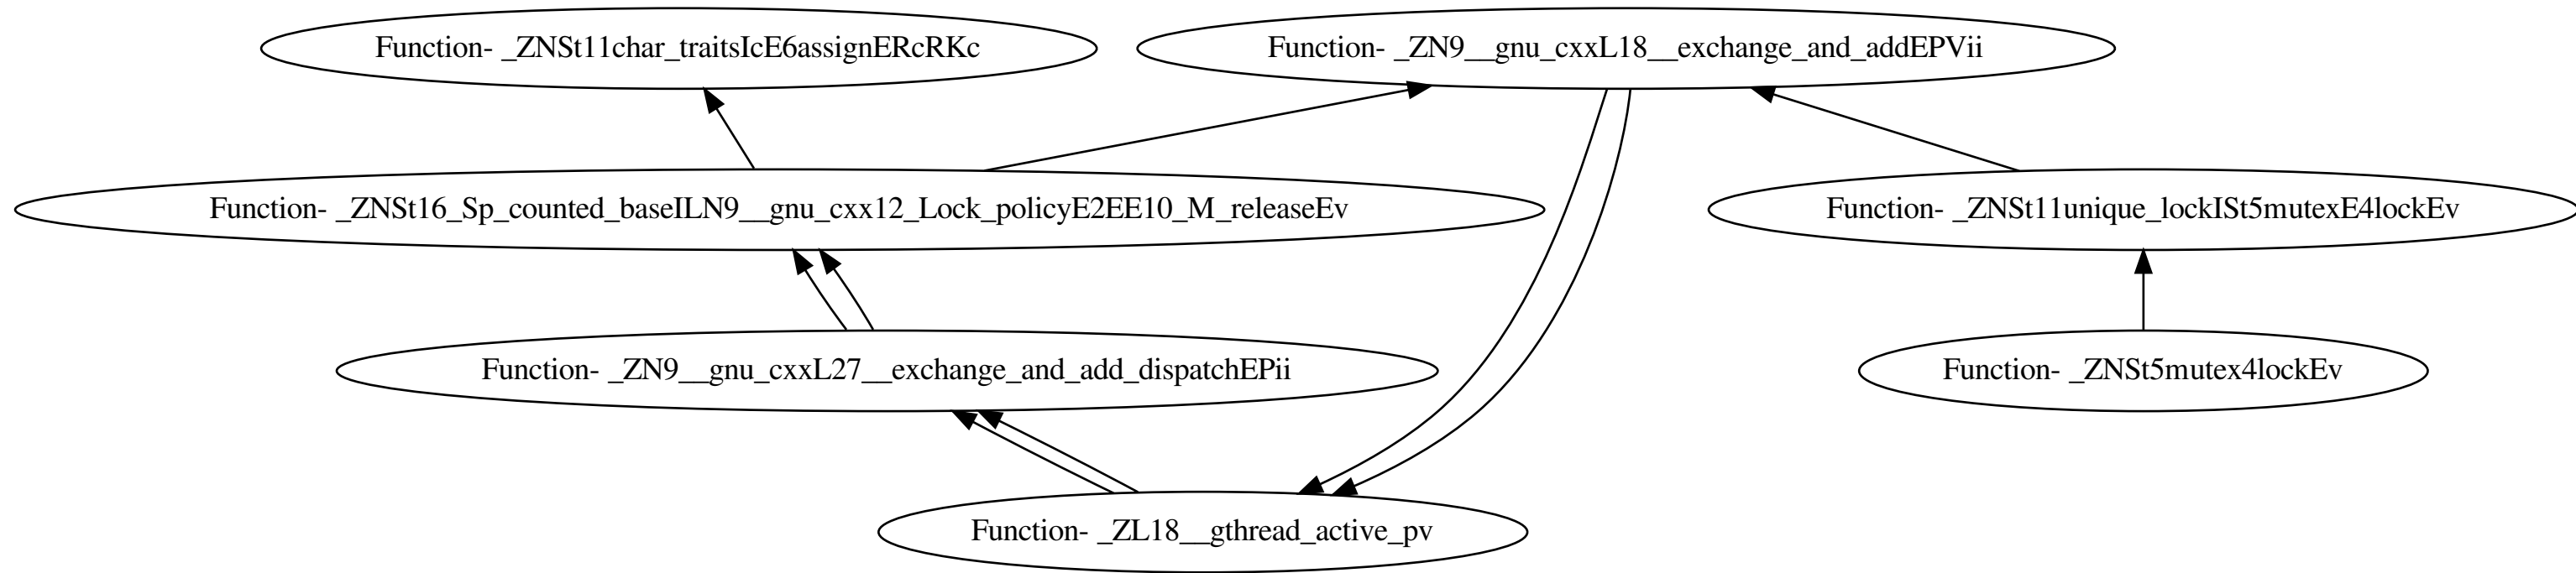 Function- _ZNSt11char_traitsIcE6assignERcRKc
Function- _ZN9__gnu_cxxL18__exchange_and_addEPVii
Function- _ZNSt16_Sp_counted_baseILN9__gnu_cxx12_Lock_policyE2EE10_M_releaseEv
Function- _ZNSt11unique_lockISt5mutexE4lockEv
Function- _ZN9__gnu_cxxL27__exchange_and_add_dispatchEPii
Function- _ZNSt5mutex4lockEv
Function- _ZL18__gthread_active_pv